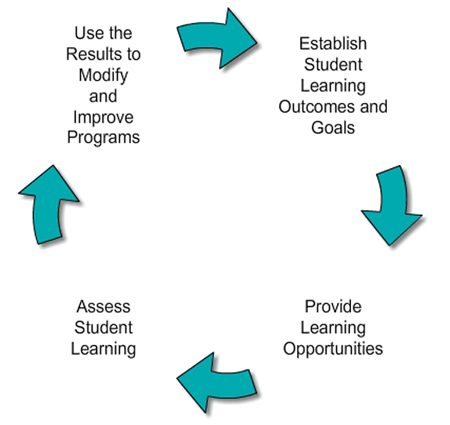 Use the
Results to
Modify
and
Improve
Programs
Establish
Student
Learning
Outcomes and
Goals
Provide
Learning
Opportunities
Assess
Student
Learning